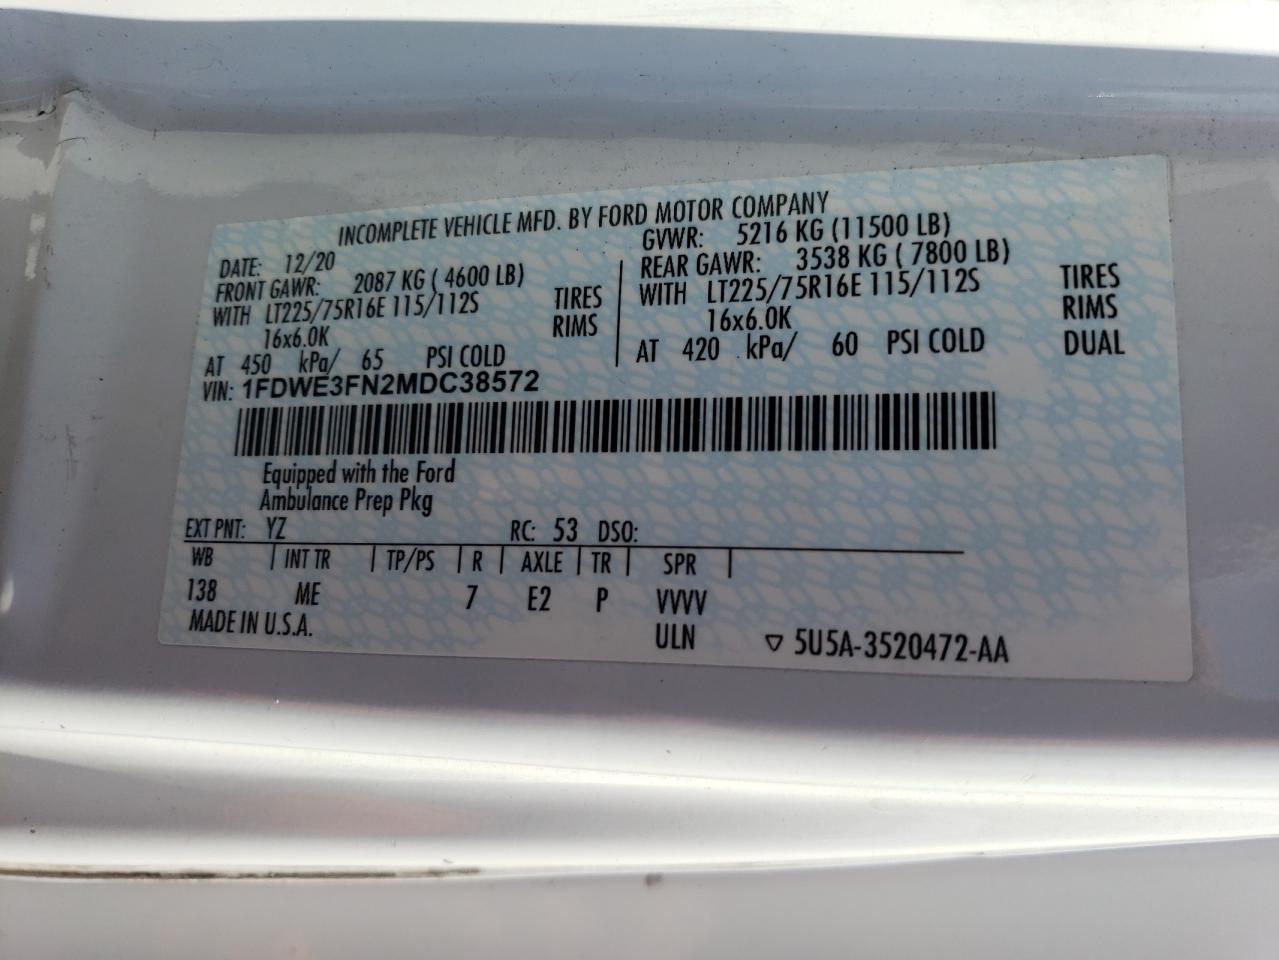 INCOMPLETE VEHICLE MFD. BY FORD MOTOR COMPANY
DATE: 12/20
FRONT GAWR: 2087 KG ( 4600 LB)
WITH LT225/75R16E 115/112S TIRES
16x6.0K RIMS
AT 450 kPa/ 65 PSI COLD
GVWR: 5216 KG (11500 LB)
REAR GAWR: 3538 KG ( 7800 LB)
WITH LT225/75R16E 115/112S TIRES
16x6.0K RIMS
AT 420 kPa/ 60 PSI COLD DUAL
VIN: 1FDWE3FN2MDC38572
Equipped with the Ford
Ambulance Prep Pkg
EXT PNT: YZ RC: 53 DSO:
WB | INT TR | TP/PS | R | AXLE | TR | SPR |
138 ME 7 E2 P VVVV
MADE IN U.S.A. ULN ▽ 5U5A-3520472-AA